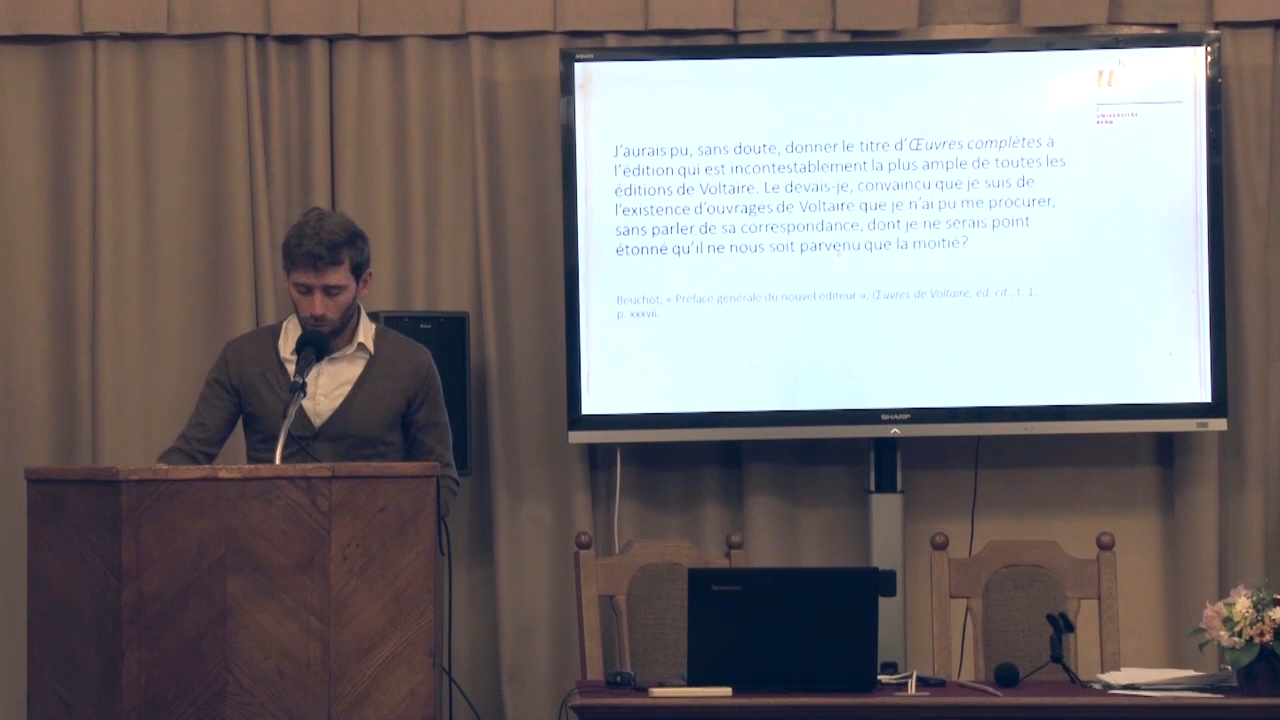 u
b
UNIVERSITÄT
BERN
J'aurais pu, sans doute, donner le titre d'Œuvres complètes à
l'édition qui est incontestablement la plus ample de toutes les
éditions de Voltaire. Le devais-je, convaincu que je suis de
l'existence d'ouvrages de Voltaire que je n'ai pu me procurer,
sans parler de sa correspondance, dont je ne serais point
étonné qu'il ne nous soit parvenu que la moitié?
Beuchot, « Préface générale du nouvel éditeur », Œuvres de Voltaire, éd. cit., t. 1.
p. xxxvii.
SHARP